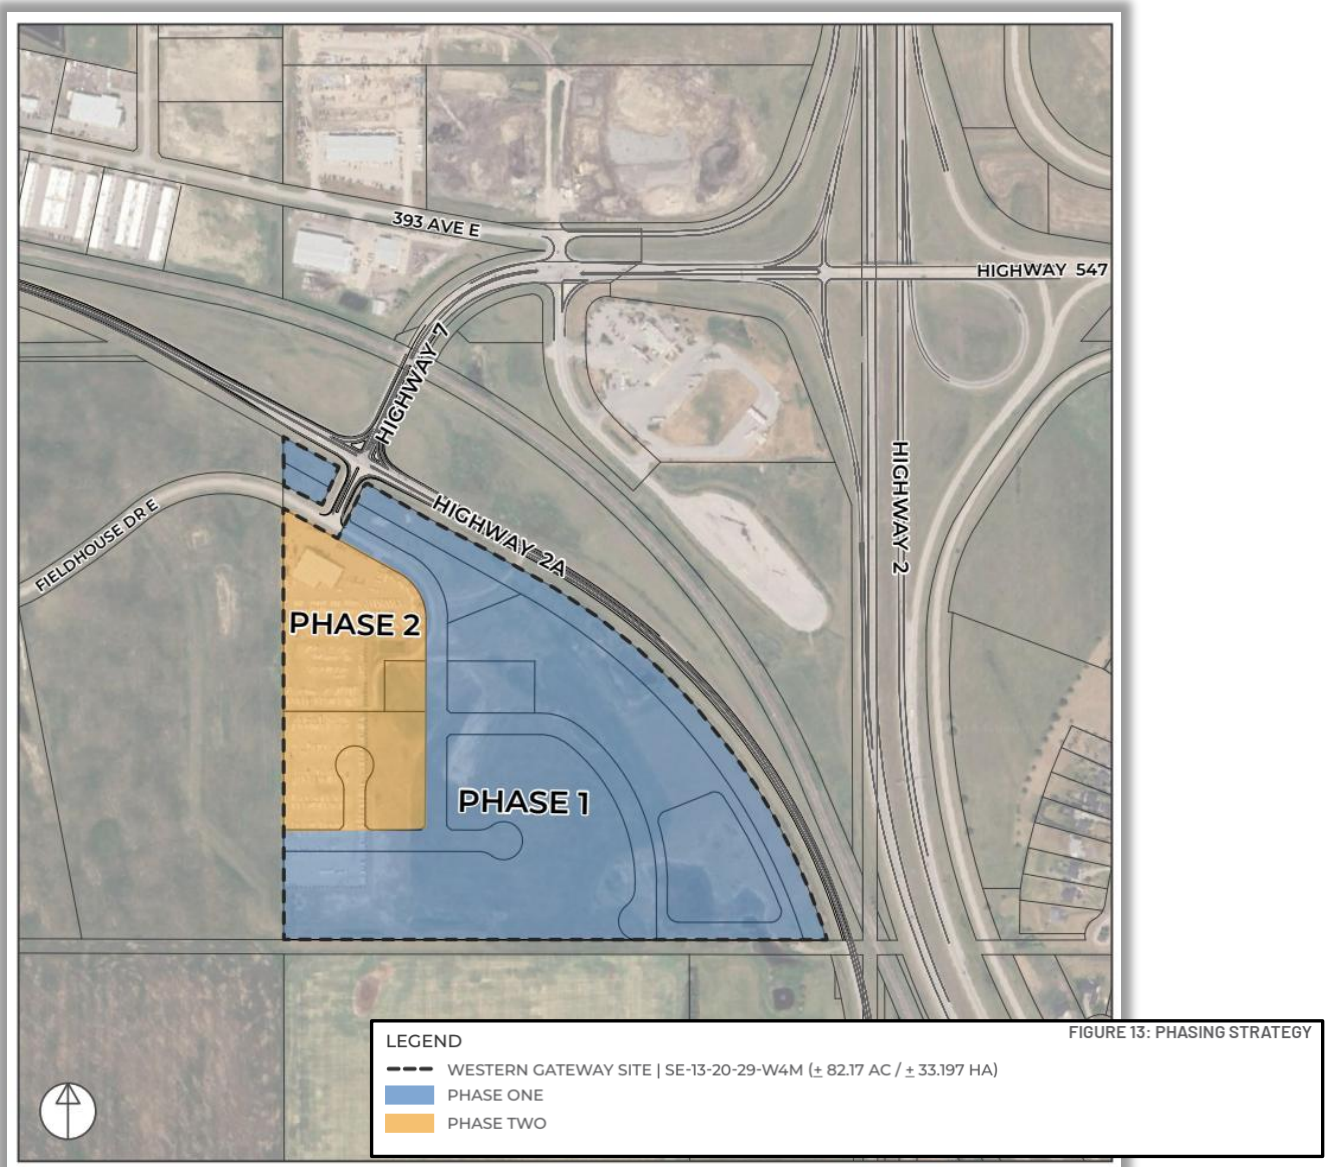 393 AVE E
HIGHWAY 547
HIGHWAY 7
HIGHWAY 2
HIGHWAY 2A
FIELDHOUSE DR E
PHASE 2
PHASE 1
FIGURE 13: PHASING STRATEGY
LEGEND
WESTERN GATEWAY SITE | SE-13-20-29-W4M (± 82.17 AC / ± 33.197 HA)
PHASE ONE
PHASE TWO